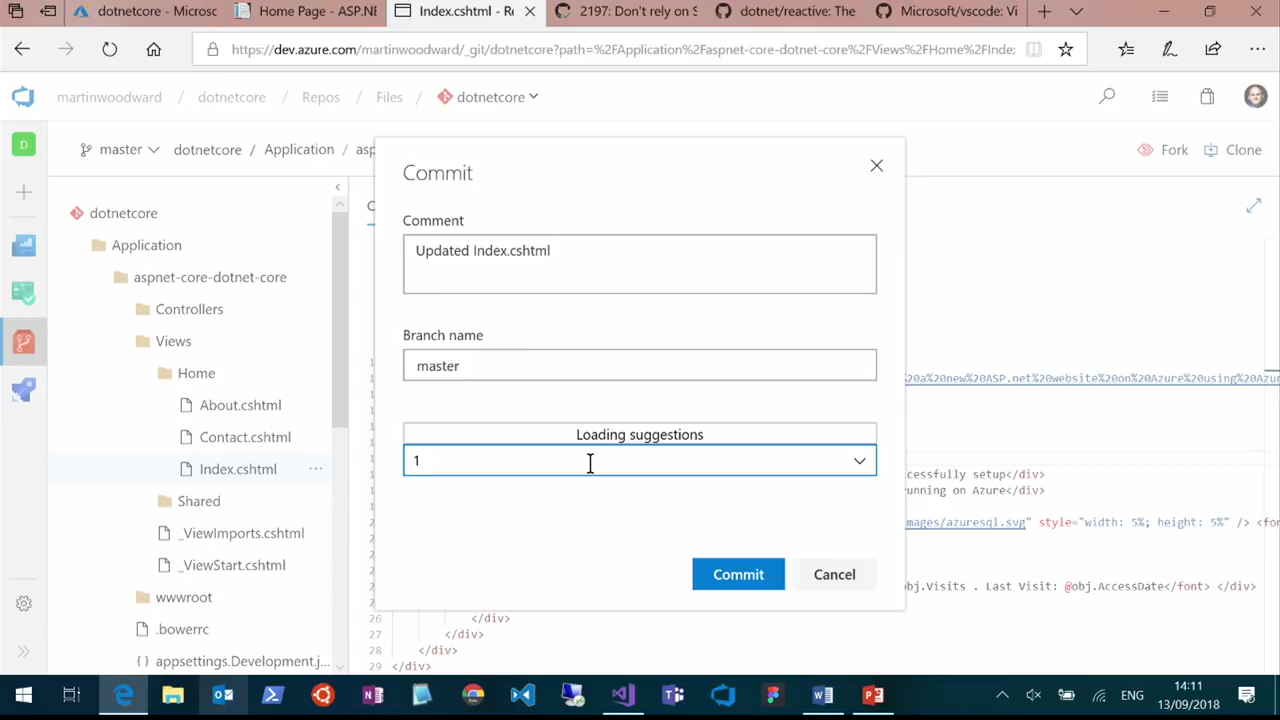 dotnetcore - Microsoft
Home Page - ASP.NE
Index.cshtml - Re
2197: Don't rely on S
dotnet/reactive: The
Microsoft/vscode: Vi
https://dev.azure.com/martinwoodward/_git/dotnetcore?path=%2FApplication%2Faspnet-core-dotnet-core%2FViews%2FHome%2FInde
martinwoodward / dotnetcore / Repos / Files / dotnetcore
D
master dotnetcore / Application / asp
Fork Clone
dotnetcore
Application
aspnet-core-dotnet-core
Controllers
Views
Home
About.cshtml
Contact.cshtml
Index.cshtml ···
Shared
_ViewImports.cshtml
_ViewStart.cshtml
wwwroot
.bowerrc
appsettings.Development.j...
Commit
Comment
Updated Index.cshtml
Branch name
master
Loading suggestions
1
Commit Cancel
%20a%20new%20ASP.net%20website%20on%20Azure%20using%20Azur
cessfully setup</div>
running on Azure</div>
images/azuresql.svg" style="width: 5%; height: 5%" /> <fon
obj.Visits . Last Visit: @obj.AccessDate</font> </div>
26 </div>
27 </div>
28 </div>
29 </div>
ENG
14:11
13/09/2018